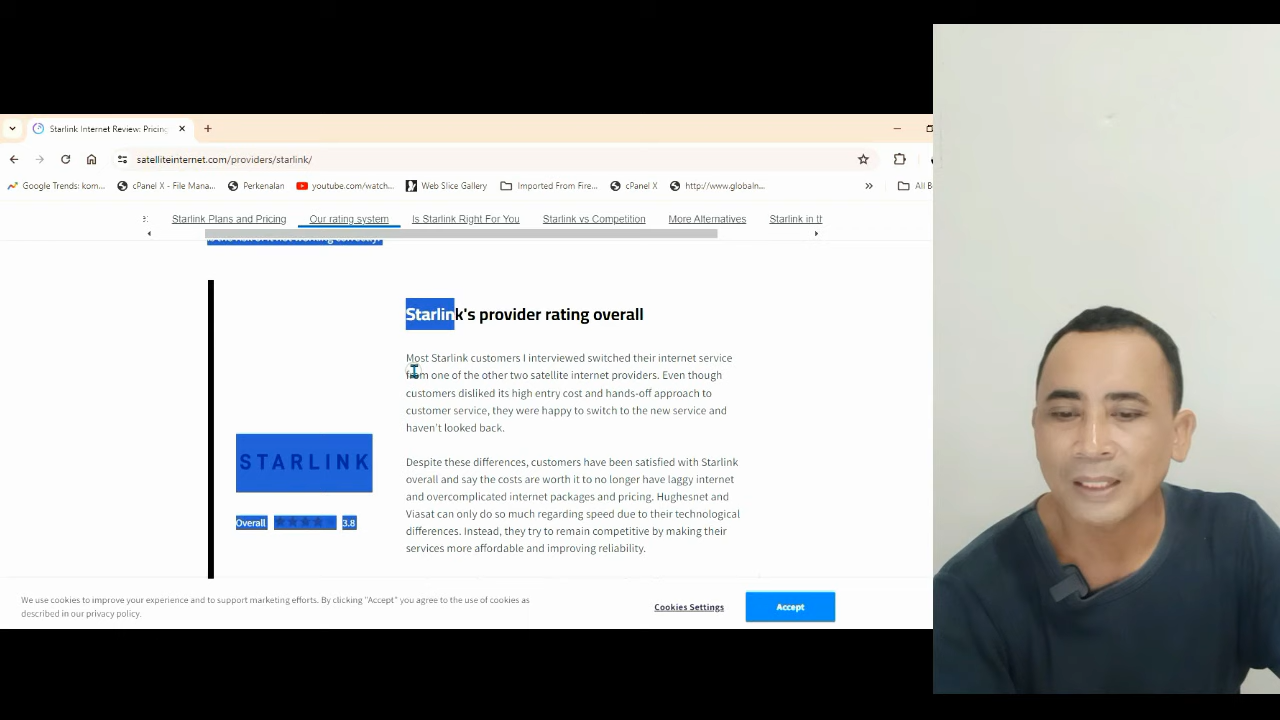 Starlink Internet Review: Pricing
satelliteinternet.com/providers/starlink/
Google Trends: kom...
cPanel X - File Mana...
Perkenalan
youtube.com/watch...
Web Slice Gallery
Imported From Fire...
cPanel X
http://www.globaln...
»
All B
Starlink Plans and Pricing
Our rating system
Is Starlink Right For You
Starlink vs Competition
More Alternatives
Starlink in th
Starlink's provider rating overall
Most Starlink customers I interviewed switched their internet service
from one of the other two satellite internet providers. Even though
customers disliked its high entry cost and hands-off approach to
customer service, they were happy to switch to the new service and
haven't looked back.
STARLINK
Overall 3.8
Despite these differences, customers have been satisfied with Starlink
overall and say the costs are worth it to no longer have laggy internet
and overcomplicated internet packages and pricing. Hughesnet and
Viasat can only do so much regarding speed due to their technological
differences. Instead, they try to remain competitive by making their
services more affordable and improving reliability.
We use cookies to improve your experience and to support marketing efforts. By clicking "Accept" you agree to the use of cookies as
described in our privacy policy.
Cookies Settings
Accept